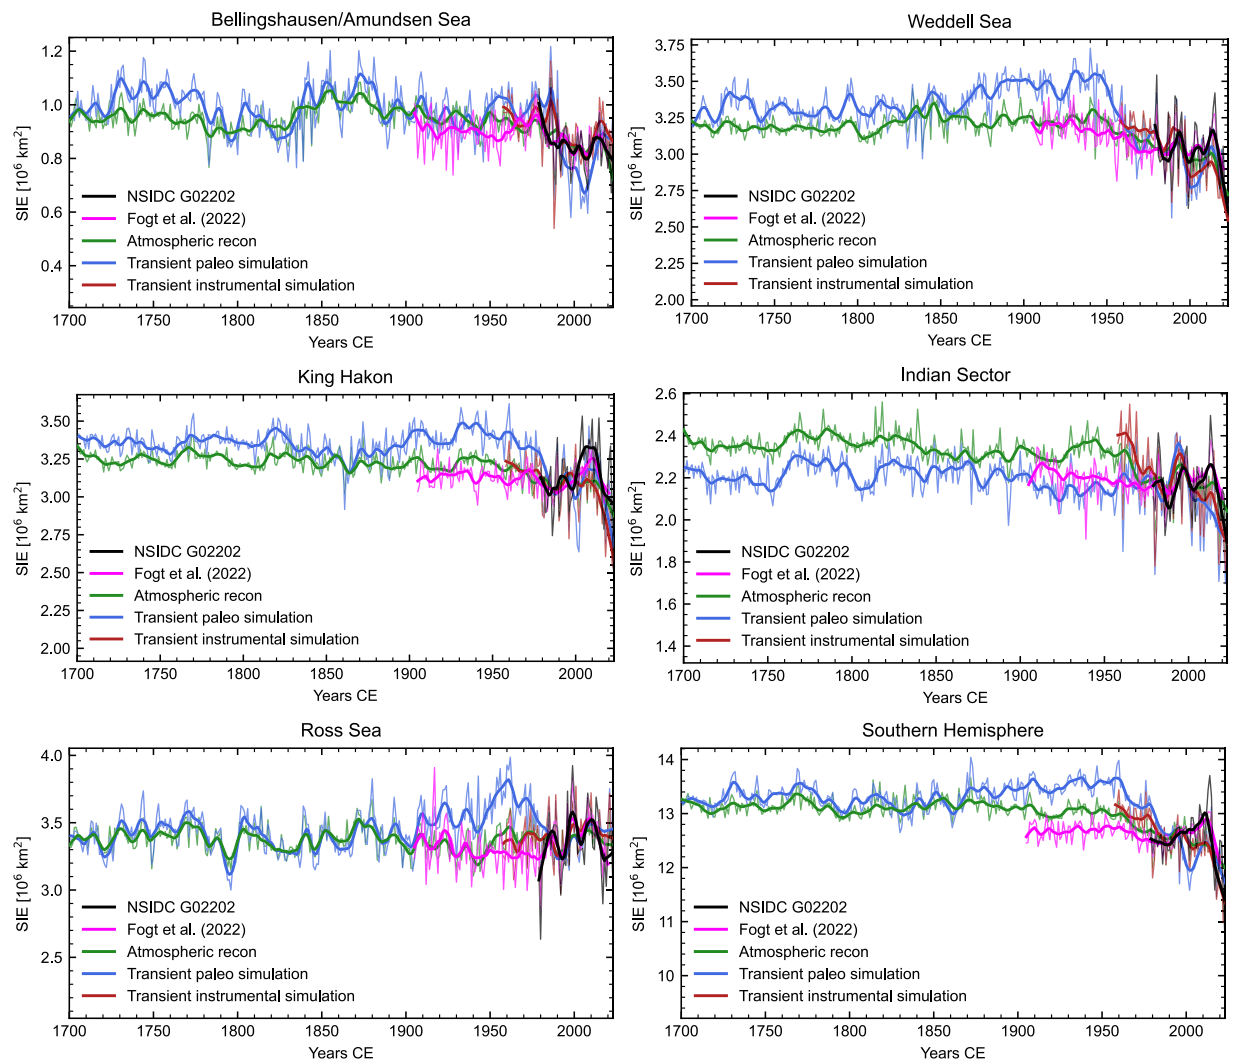 Bellingshausen/Amundsen Sea
1.2
1.0
0.8
0.6
0.4
SIE [10⁶ km²]
NSIDC G02202
Fogt et al. (2022)
Atmospheric recon
Transient paleo simulation
Transient instrumental simulation
1700 1750 1800 1850 1900 1950 2000
Years CE
Weddell Sea
3.75
3.50
3.25
3.00
2.75
2.50
2.25
2.00
SIE [10⁶ km²]
NSIDC G02202
Fogt et al. (2022)
Atmospheric recon
Transient paleo simulation
Transient instrumental simulation
1700 1750 1800 1850 1900 1950 2000
Years CE
King Hakon
3.50
3.25
3.00
2.75
2.50
2.25
2.00
SIE [10⁶ km²]
NSIDC G02202
Fogt et al. (2022)
Atmospheric recon
Transient paleo simulation
Transient instrumental simulation
1700 1750 1800 1850 1900 1950 2000
Years CE
Indian Sector
2.6
2.4
2.2
2.0
1.8
1.6
1.4
SIE [10⁶ km²]
NSIDC G02202
Fogt et al. (2022)
Atmospheric recon
Transient paleo simulation
Transient instrumental simulation
1700 1750 1800 1850 1900 1950 2000
Years CE
Ross Sea
4.0
3.5
3.0
2.5
SIE [10⁶ km²]
NSIDC G02202
Fogt et al. (2022)
Atmospheric recon
Transient paleo simulation
Transient instrumental simulation
1700 1750 1800 1850 1900 1950 2000
Years CE
Southern Hemisphere
14
13
12
11
10
SIE [10⁶ km²]
NSIDC G02202
Fogt et al. (2022)
Atmospheric recon
Transient paleo simulation
Transient instrumental simulation
1700 1750 1800 1850 1900 1950 2000
Years CE